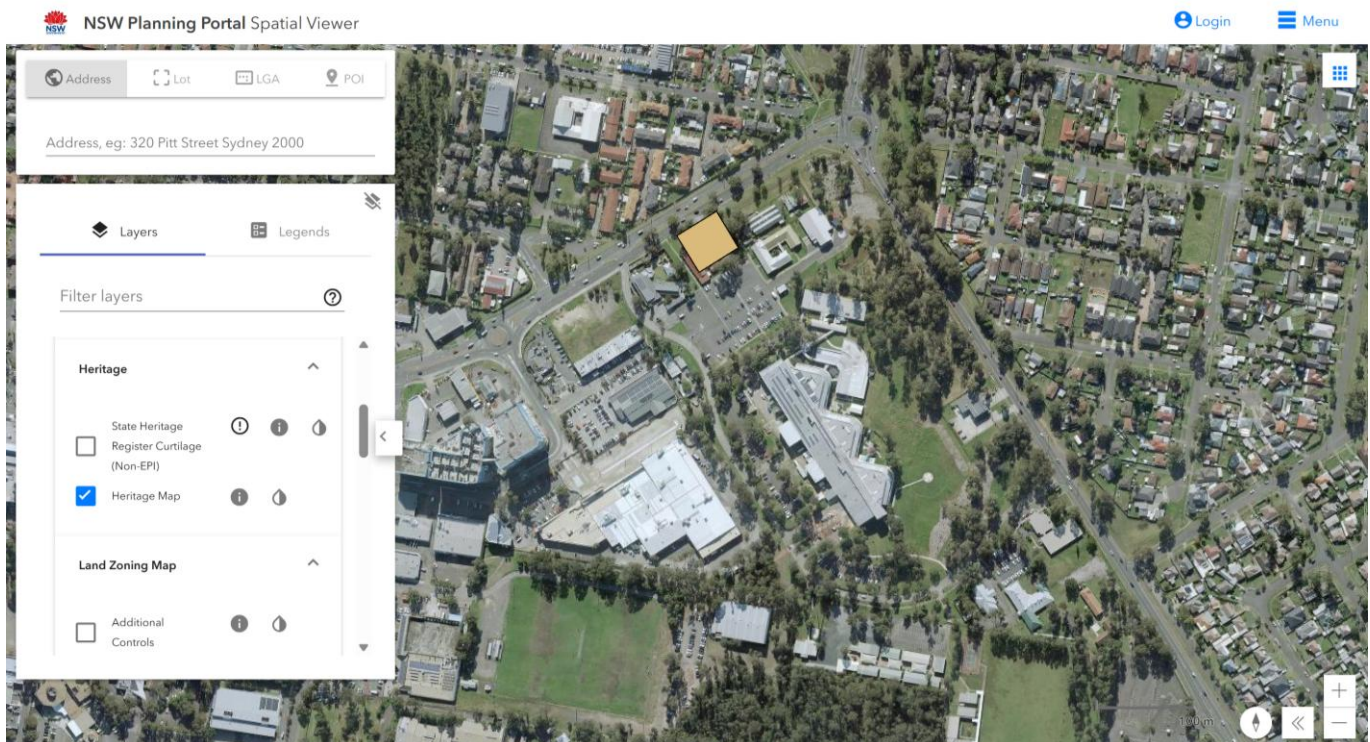 NSW
NSW Planning Portal Spatial Viewer
Login
Menu
Address
Lot
LGA
POI
Address, eg: 320 Pitt Street Sydney 2000
Layers
Legends
Filter layers
Heritage
State Heritage
Register Curtilage
(Non-EPI)
Heritage Map
Land Zoning Map
Additional
Controls
100 m